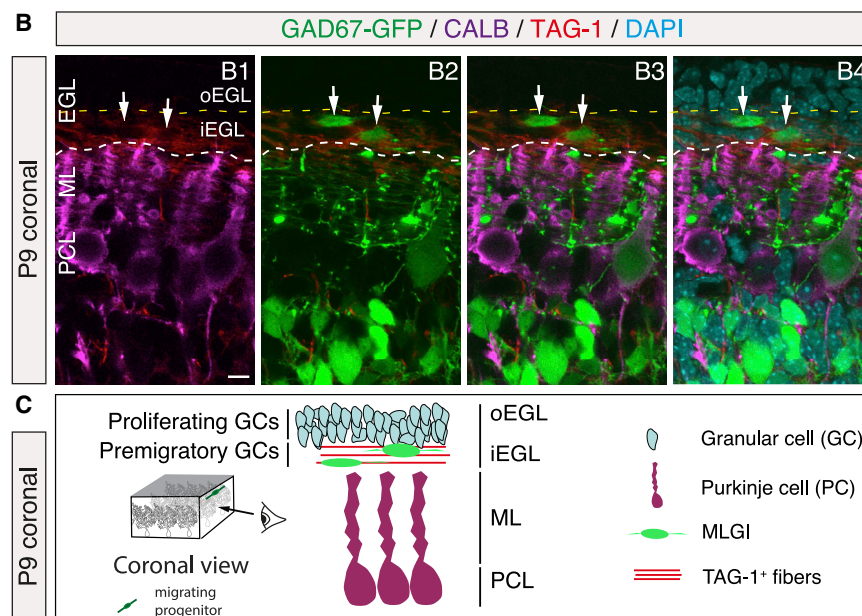 B
GAD67-GFP / CALB / TAG-1 / DAPI
P9 coronal
B1
B2
B3
B4
EGL
oEGL
iEGL
ML
PCL
C
P9 coronal
Proliferating GCs
Premigratory GCs
Coronal view
migrating
progenitor
oEGL
iEGL
ML
PCL
Granular cell (GC)
Purkinje cell (PC)
MLGI
TAG-1⁺ fibers